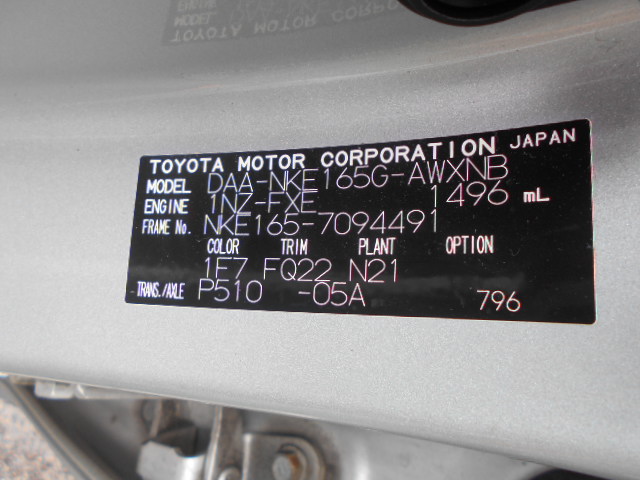 TOYOTA MOTOR CORPORATION JAPAN
MODEL DAA-NKE165G-AWXNB
ENGINE 1NZ-FXE 1496 mL
FRAME No. NKE165-7094491
COLOR TRIM PLANT OPTION
1F7 FQ22 N21
TRANS./AXLE P510 -05A 796